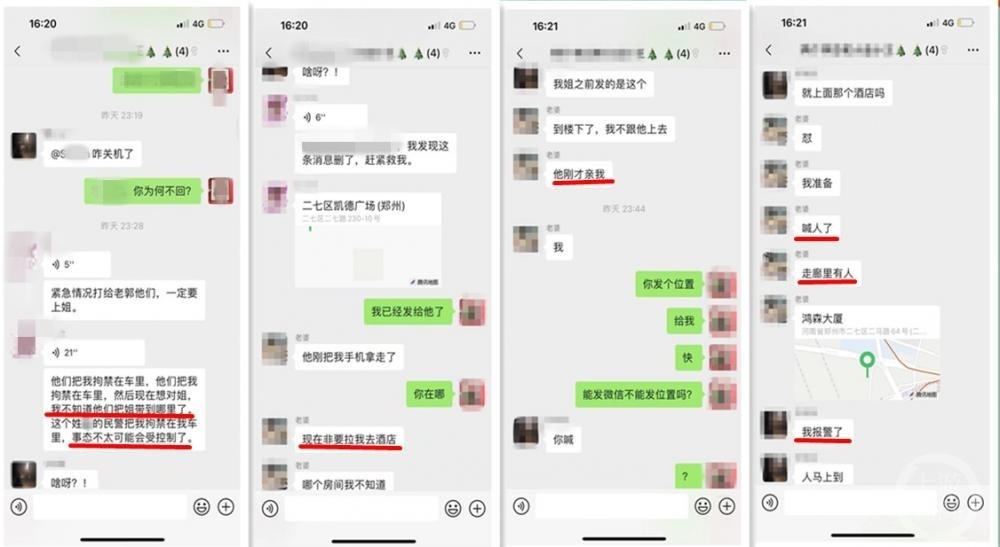 16:20
4G
(4)
昨天 23:19
咋关机了
你为何不回?
昨天 23:28
5"
紧急情况打给老郭他们，一定要
上姐。
21"
他们把我拘禁在车里，他们把我
拘禁在车里，然后现在想对姐，
我不知道他们把姐带到哪里了。
这个姓
的民警把我拘禁在我车
里，事态不太可能会受控制了。
啥呀？！
16:20
4G
(4)
啥呀？！
6"
，我发现这
条消息删了，赶紧救我。
二七区凯德广场(郑州)
二七区二七路230-10号
腾讯地图
我已经发给他了
他刚把我手机拿走了
你在哪
老婆
现在非要拉我去酒店
老婆
哪个房间我不知道
16:21
4G
(4)
我姐之前发的是这个
老婆
到楼下了，我不跟他上去
老婆
他刚才亲我
昨天 23:44
老婆
我
你发个位置
给我
快
能发微信不能发位置吗?
你喊
?
16:21
4G
(4)
就上面那个酒店吗
老婆
怼
老婆
我准备
老婆
喊人了
老婆
走廊里有人
老婆
鸿森大厦
河南省郑州市二七区二马路64号(二...
腾讯地图
我报警了
人马上到